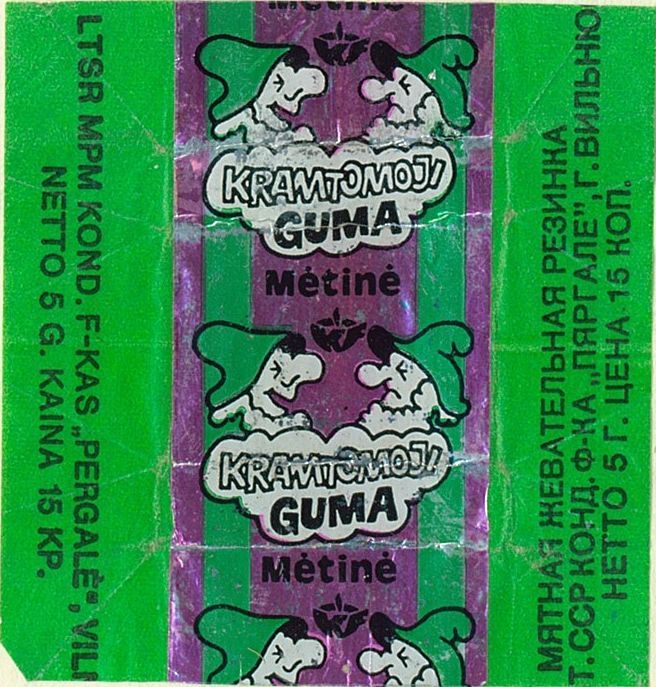 LTSR MPM KOND. F-KAS „PERGALĖ", VILN
NETTO 5 G. KAINA 15 KP.
Mėtinė
KRAMTOMOJI
GUMA
Mėtinė
KRAMTOMOJI
GUMA
Mėtinė
МЯТНАЯ ЖЕВАТЕЛЬНАЯ РЕЗИНКА
Т. ССР КОНД. Ф-КА „ПЯРГАЛЕ", Г. ВИЛЬНЮ
НЕТТО 5 Г. ЦЕНА 15 КОП.